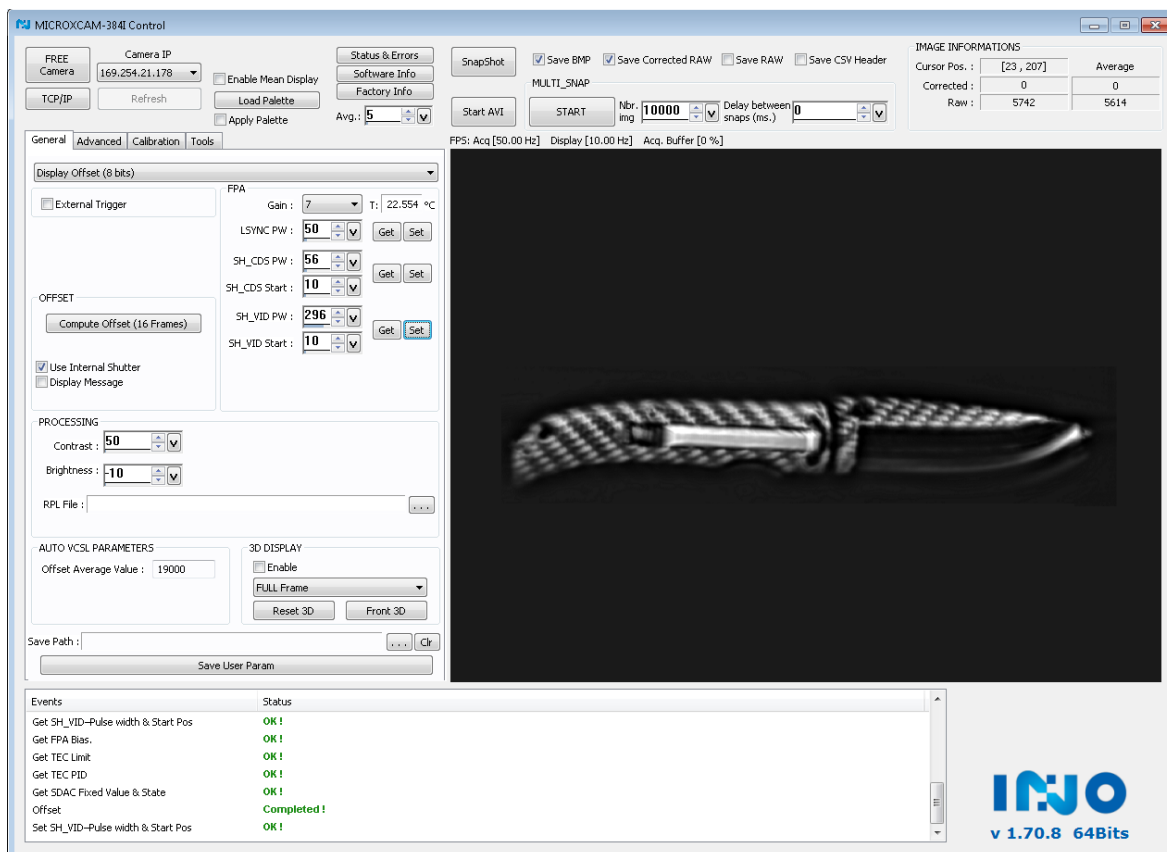 MICROXCAM-384I Control
FREE Camera
Camera IP
169.254.21.178
TCP/IP
Refresh
Enable Mean Display
Load Palette
Apply Palette
Status & Errors
Software Info
Factory Info
Avg.: 5
SnapShot
Save BMP
Save Corrected RAW
Save RAW
Save CSV Header
MULTI_SNAP
Start AVI
START
Nbr. img 10000
Delay between snaps (ms.) 0
IMAGE INFORMATIONS
Cursor Pos. : [23 , 207] Average
Corrected : 0 0
Raw : 5742 5614
General Advanced Calibration Tools
FPS: Acq [50.00 Hz] Display [10.00 Hz] Acq. Buffer [0 %]
Display Offset (8 bits)
External Trigger
FPA
Gain : 7 T: 22.554 ºC
LSYNC PW : 50 Get Set
SH_CDS PW : 56
SH_CDS Start : 10
Get Set
SH_VID PW : 296
SH_VID Start : 10
Get Set
OFFSET
Compute Offset (16 Frames)
Use Internal Shutter
Display Message
PROCESSING
Contrast : 50
Brightness : -10
RPL File : ...
AUTO VCSL PARAMETERS
Offset Average Value : 19000
3D DISPLAY
Enable
FULL Frame
Reset 3D Front 3D
Save Path : ... Clr
Save User Param
Events Status
Get SH_VID-Pulse width & Start Pos OK !
Get FPA Bias. OK !
Get TEC Limit OK !
Get TEC PID OK !
Get SDAC Fixed Value & State OK !
Offset Completed !
Set SH_VID-Pulse width & Start Pos OK !
INO
v 1.70.8 64Bits